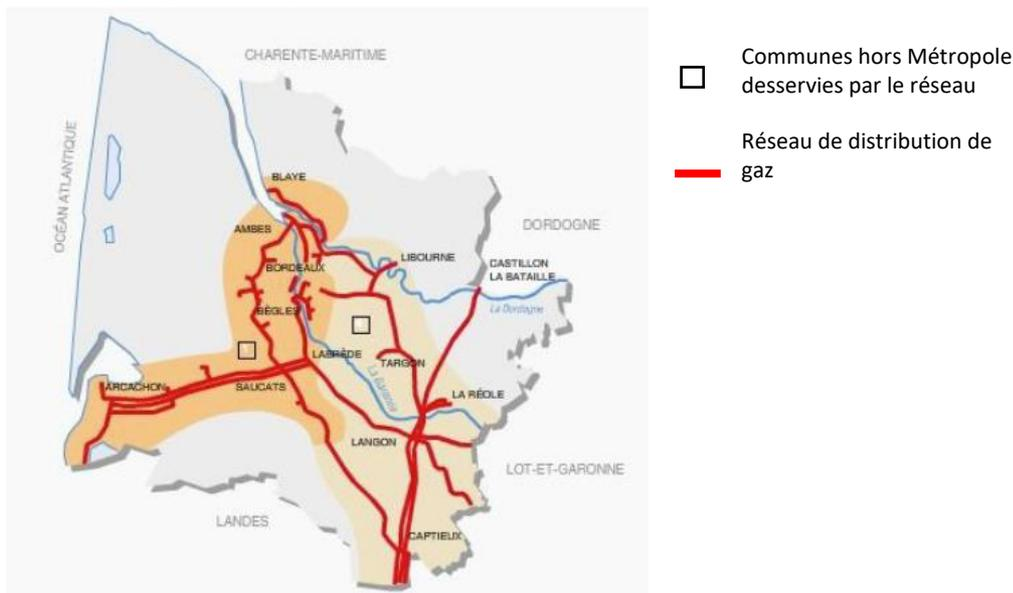 CHARENTE-MARITIME
OCÉAN ATLANTIQUE
BLAYE
AMBES
DORDOGNE
LIBOURNE
BORDEAUX
CASTILLON
LA BATAILLE
La Dordogne
BÈGLES
LABRÈDE
TARGON
ARCACHON
SAUCATS
La Garonne
LA RÉOLE
LANGON
LOT-ET-GARONNE
LANDES
CAPTIEUX
Communes hors Métropole
desservies par le réseau
Réseau de distribution de
gaz